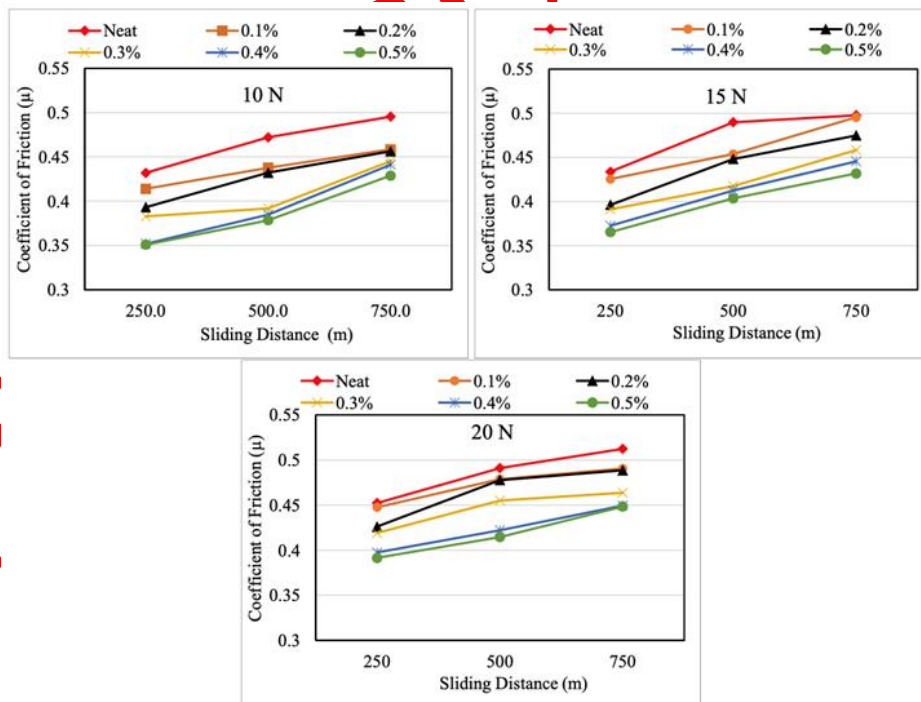 Neat 0.1% 0.2%
0.3% 0.4% 0.5%
0.55
0.5
0.45
0.4
0.35
0.3
10 N
Coefficient of Friction (μ)
250.0 500.0 750.0
Sliding Distance (m)
Neat 0.1% 0.2%
0.3% 0.4% 0.5%
0.55
0.5
0.45
0.4
0.35
0.3
15 N
Coefficient of Friction (μ)
250 500 750
Sliding Distance (m)
Neat 0.1% 0.2%
0.3% 0.4% 0.5%
0.55
0.5
0.45
0.4
0.35
0.3
20 N
Coefficient of Friction (μ)
250 500 750
Sliding Distance (m)